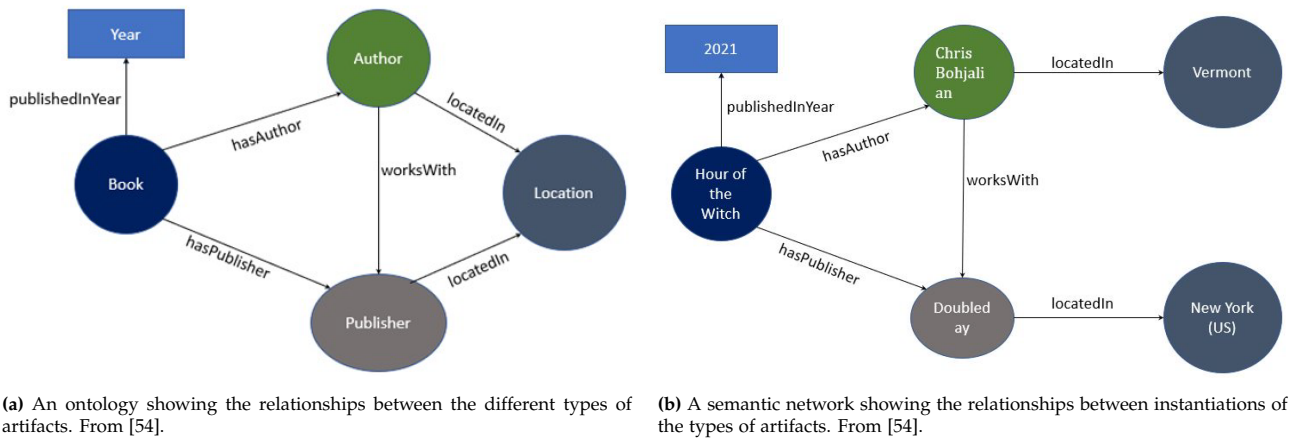 Year
publishedInYear
Author
hasAuthor
locatedIn
Book
worksWith
Location
hasPublisher
locatedIn
Publisher
(a) An ontology showing the relationships between the different types of
artifacts. From [54].
2021
publishedInYear
Chris
Bohjali
an
locatedIn
Vermont
hasAuthor
Hour of
the
Witch
worksWith
hasPublisher
Doubled
ay
locatedIn
New York
(US)
(b) A semantic network showing the relationships between instantiations of
the types of artifacts. From [54].